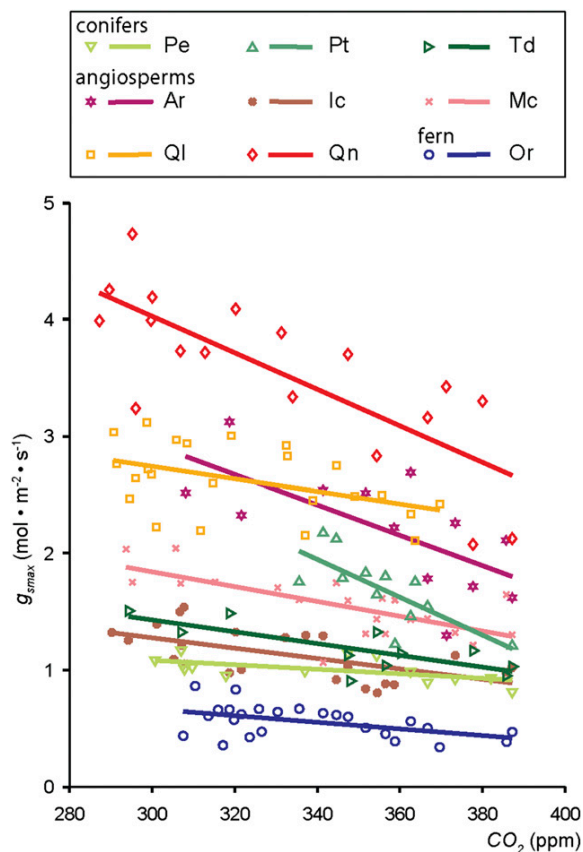 conifers
Pe Pt Td
angiosperms
Ar Ic Mc
fern
Ql Qn Or
5
4
3
2
1
0
g_smax (mol • m⁻² • s⁻¹)
280 300 320 340 360 380 400
CO₂ (ppm)